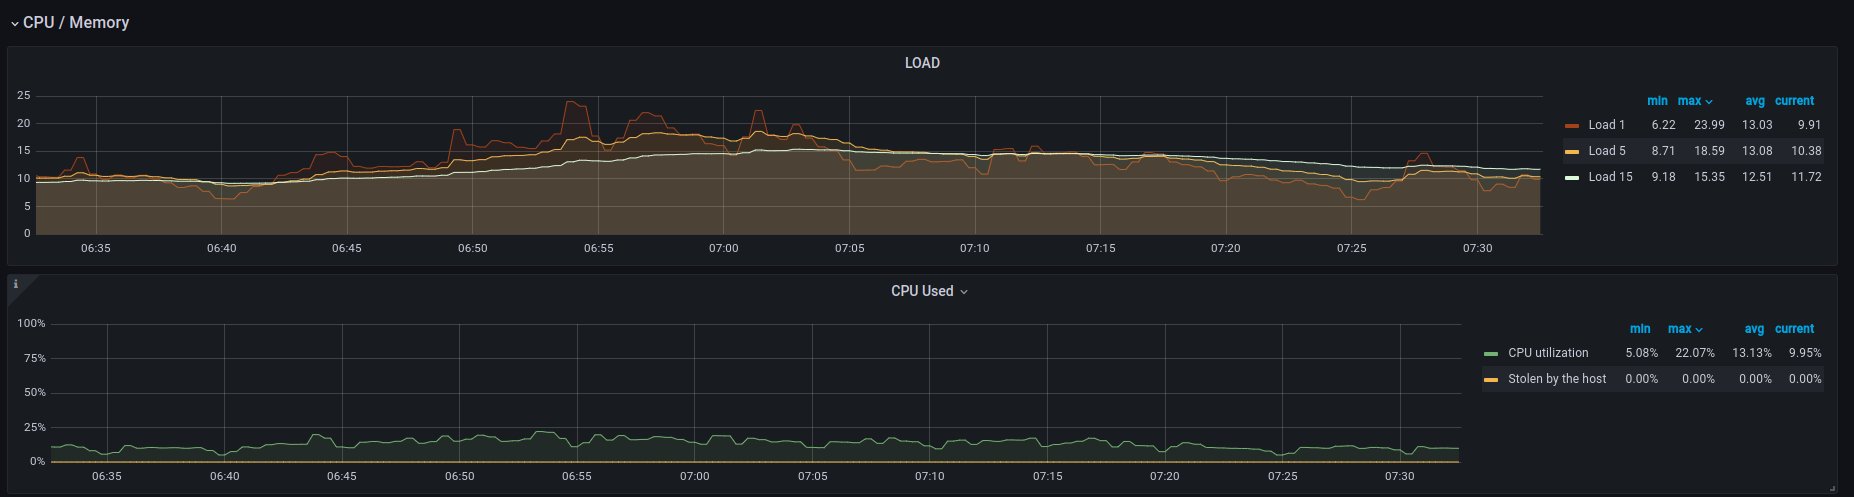 CPU / Memory
LOAD
25
20
15
10
5
0
06:35 06:40 06:45 06:50 06:55 07:00 07:05 07:10 07:15 07:20 07:25 07:30
min max avg current
Load 1 6.22 23.99 13.03 9.91
Load 5 8.71 18.59 13.08 10.38
Load 15 9.18 15.35 12.51 11.72
i
CPU Used
100%
75%
50%
25%
0%
06:35 06:40 06:45 06:50 06:55 07:00 07:05 07:10 07:15 07:20 07:25 07:30
min max avg current
CPU utilization 5.08% 22.07% 13.13% 9.95%
Stolen by the host 0.00% 0.00% 0.00% 0.00%